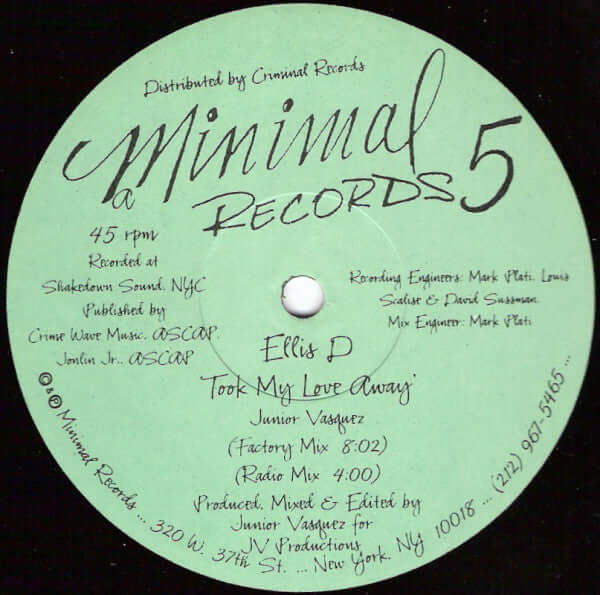 Distributed by Criminal Records
Minimal
a
RECORDS 5
45 rpm
Recorded at
Shakedown Sound, NYC
Published by
Crime Wave Music, ASCAP.
Jonlin Jr., ASCAP
Recording Engineers: Mark Plati, Louis
Scalise & David Sussman.
Mix Engineer: Mark Plati
Ellis D
'Took My Love Away'
Junior Vasquez
(Factory Mix 8:02)
(Radio Mix 4:00)
Produced, Mixed & Edited by
Junior Vasquez for
JV Productions
© & ℗ Minimal Records ... 320 W. 37th St. ... New York, NY 10018 ... (212) 967-5465 ...